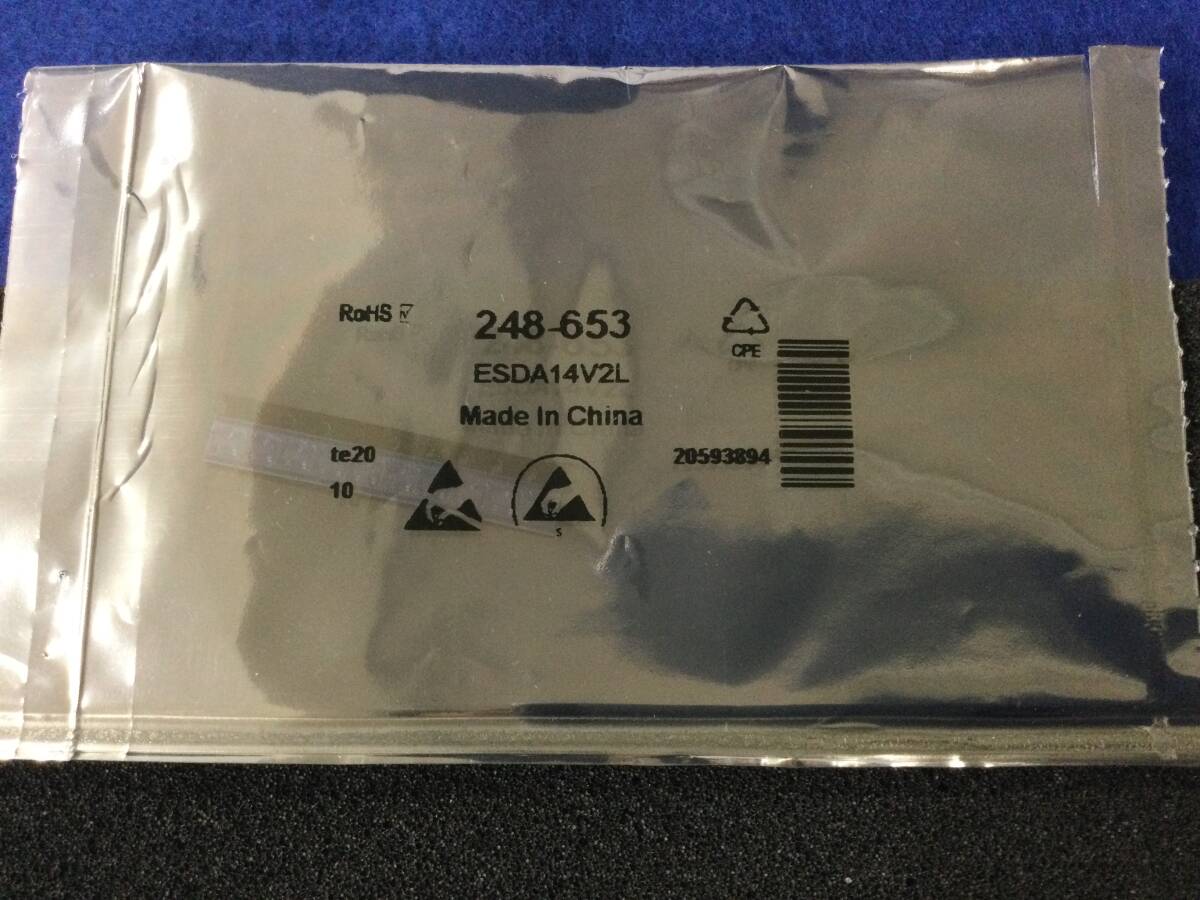 RoHS
248-653
CPE
ESDA14V2L
Made In China
te20
20593894
10
S